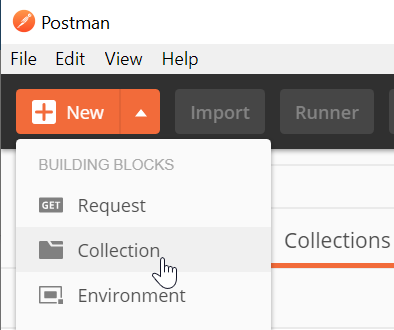 Postman
File Edit View Help
New Import Runner
BUILDING BLOCKS
GET Request
Collection
Collections
Environment